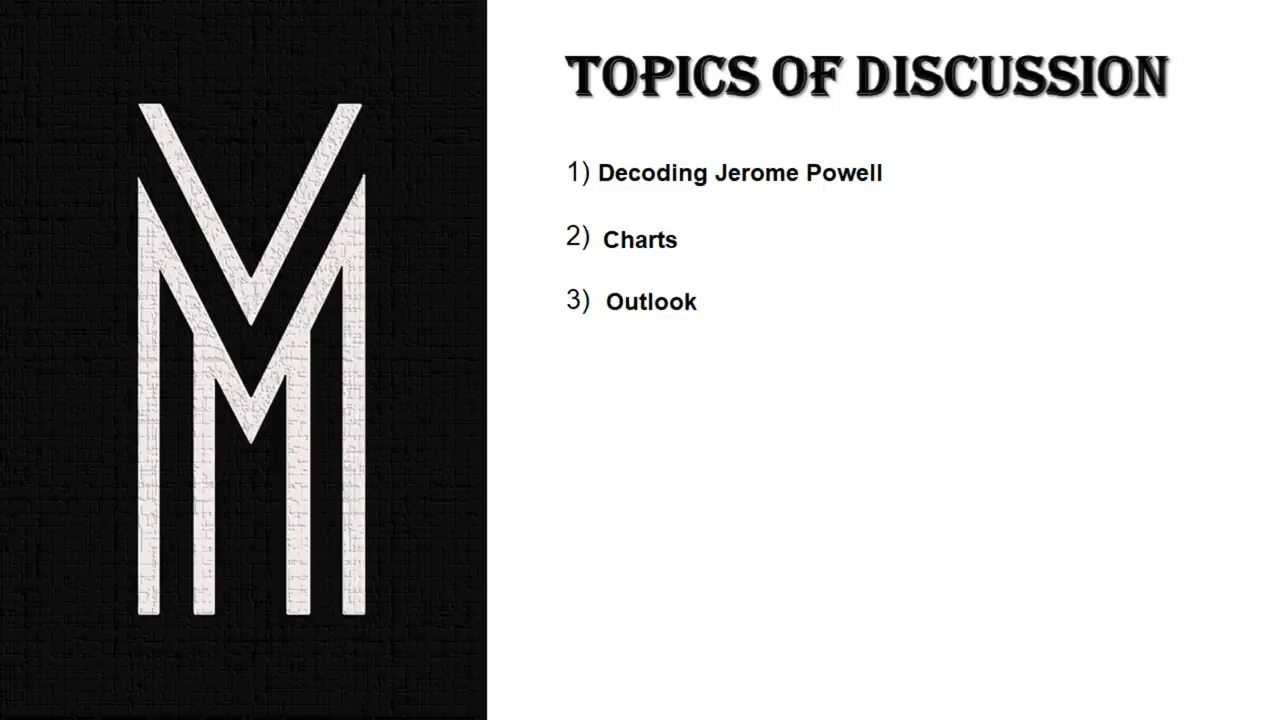 TOPICS OF DISCUSSION
1) Decoding Jerome Powell
2) Charts
3) Outlook